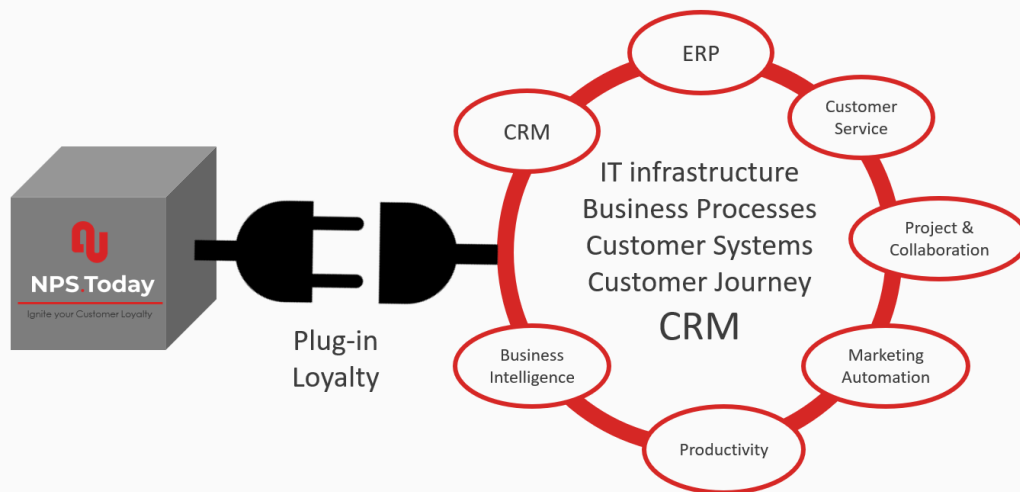 NPS.Today
Ignite your Customer Loyalty
Plug-in
Loyalty
ERP
CRM
Customer
Service
IT infrastructure
Business Processes
Customer Systems
Customer Journey
CRM
Project &
Collaboration
Business
Intelligence
Marketing
Automation
Productivity